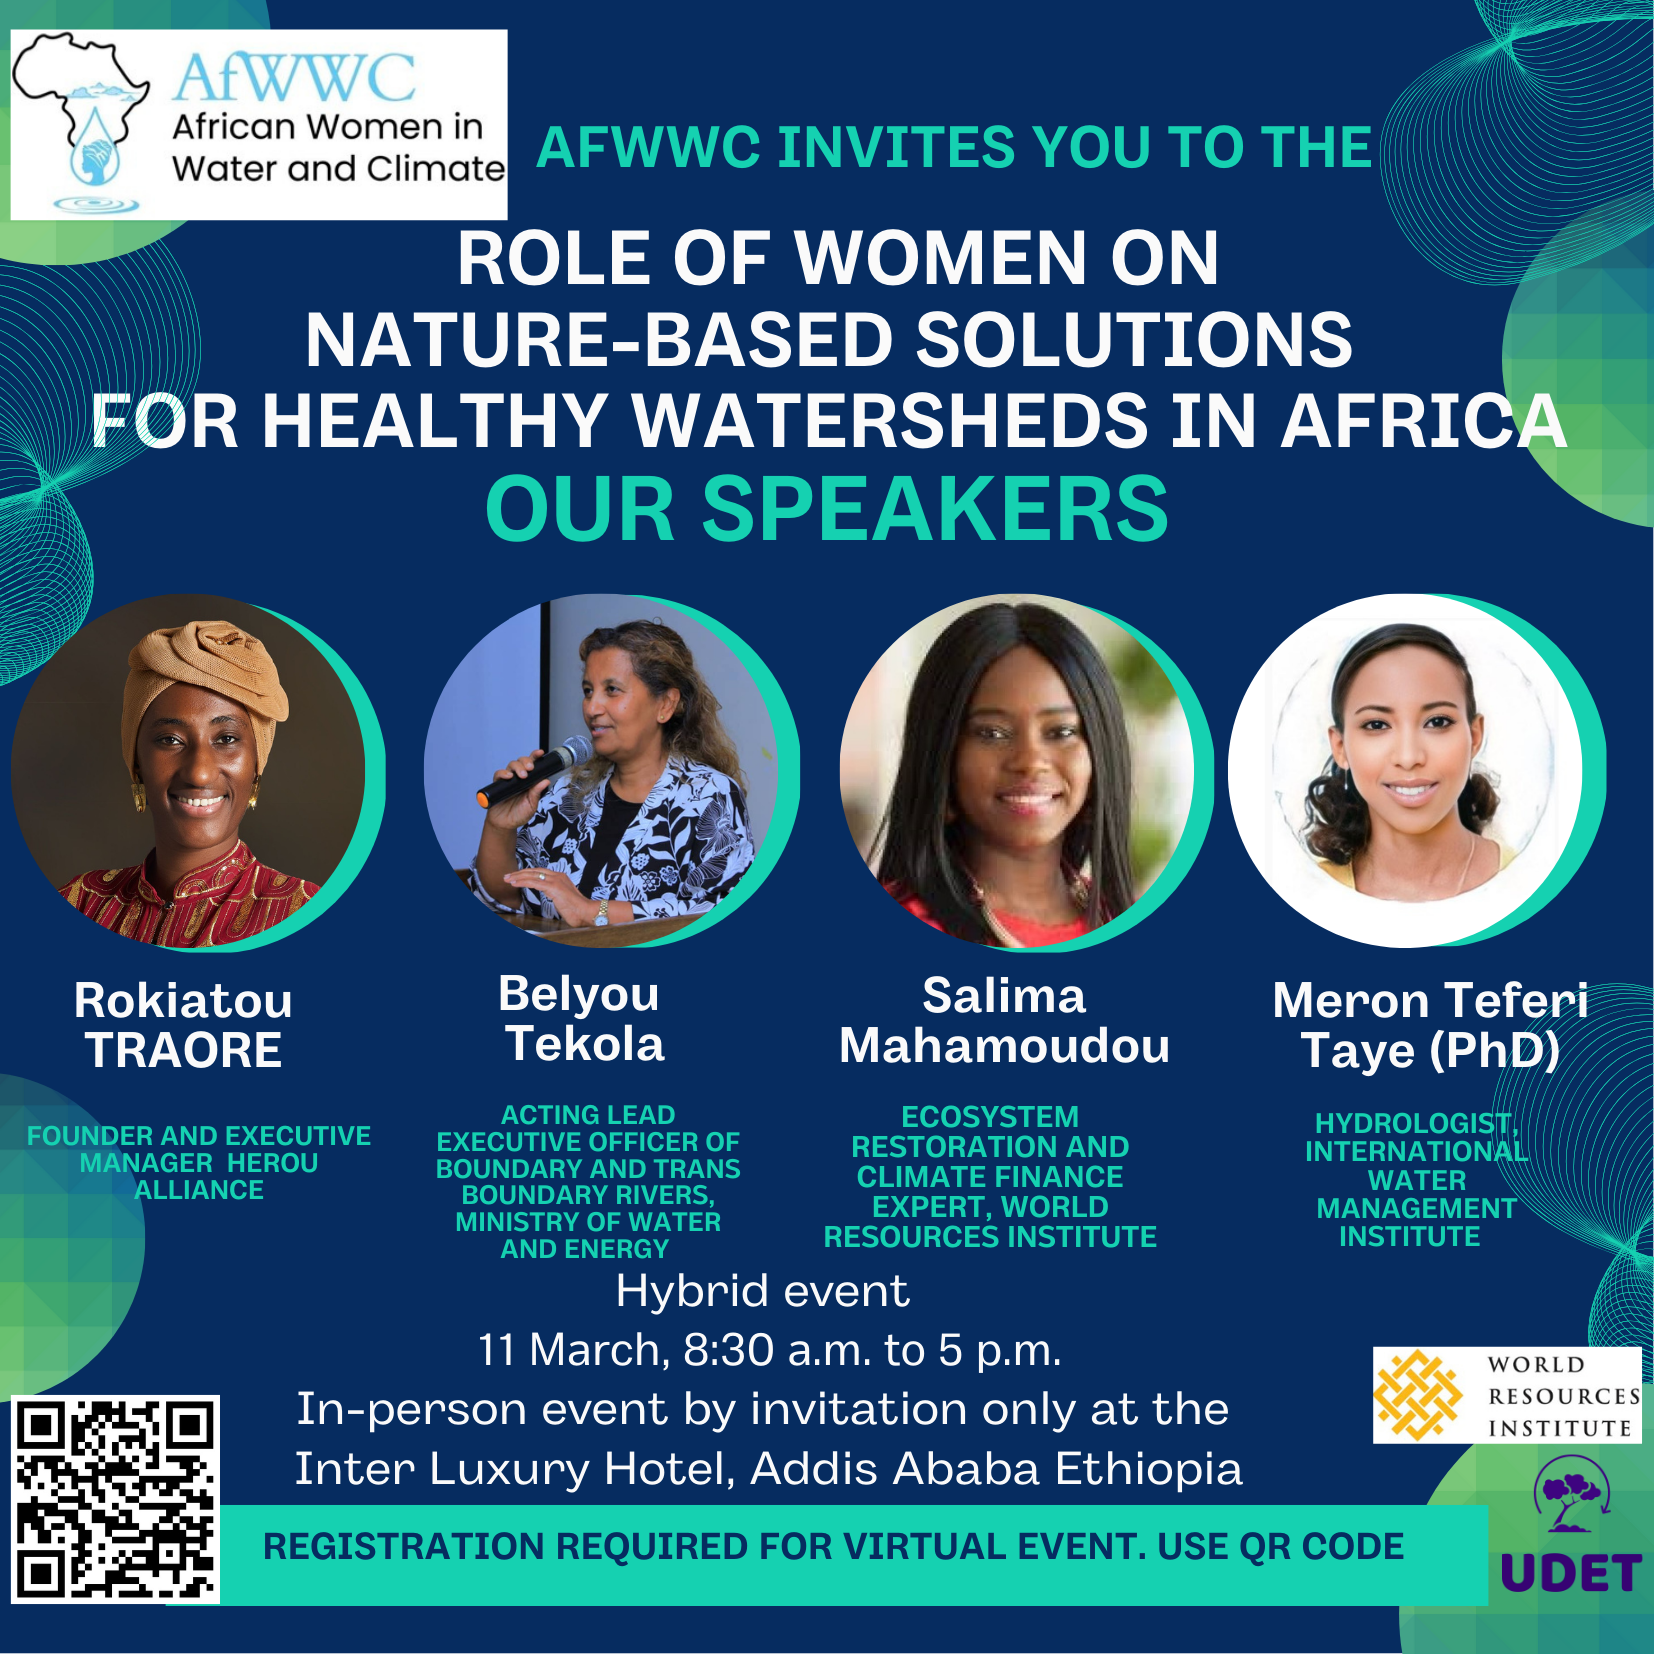 AfWWC
African Women in
Water and Climate
AFWWC INVITES YOU TO THE
ROLE OF WOMEN ON
NATURE-BASED SOLUTIONS
FOR HEALTHY WATERSHEDS IN AFRICA
OUR SPEAKERS
Rokiatou
TRAORE
FOUNDER AND EXECUTIVE
MANAGER HEROU
ALLIANCE
Belyou
Tekola
ACTING LEAD
EXECUTIVE OFFICER OF
BOUNDARY AND TRANS
BOUNDARY RIVERS,
MINISTRY OF WATER
AND ENERGY
Salima
Mahamoudou
ECOSYSTEM
RESTORATION AND
CLIMATE FINANCE
EXPERT, WORLD
RESOURCES INSTITUTE
Meron Teferi
Taye (PhD)
HYDROLOGIST,
INTERNATIONAL
WATER
MANAGEMENT
INSTITUTE
Hybrid event
11 March, 8:30 a.m. to 5 p.m.
In-person event by invitation only at the
Inter Luxury Hotel, Addis Ababa Ethiopia
WORLD
RESOURCES
INSTITUTE
REGISTRATION REQUIRED FOR VIRTUAL EVENT. USE QR CODE
UDET